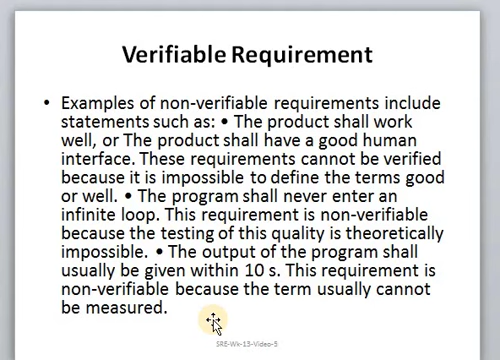 Verifiable Requirement
• Examples of non-verifiable requirements include
statements such as: • The product shall work
well, or The product shall have a good human
interface. These requirements cannot be verified
because it is impossible to define the terms good
or well. • The program shall never enter an
infinite loop. This requirement is non-verifiable
because the testing of this quality is theoretically
impossible. • The output of the program shall
usually be given within 10 s. This requirement is
non-verifiable because the term usually cannot
be measured.
SRE-Wk-13-Video-5